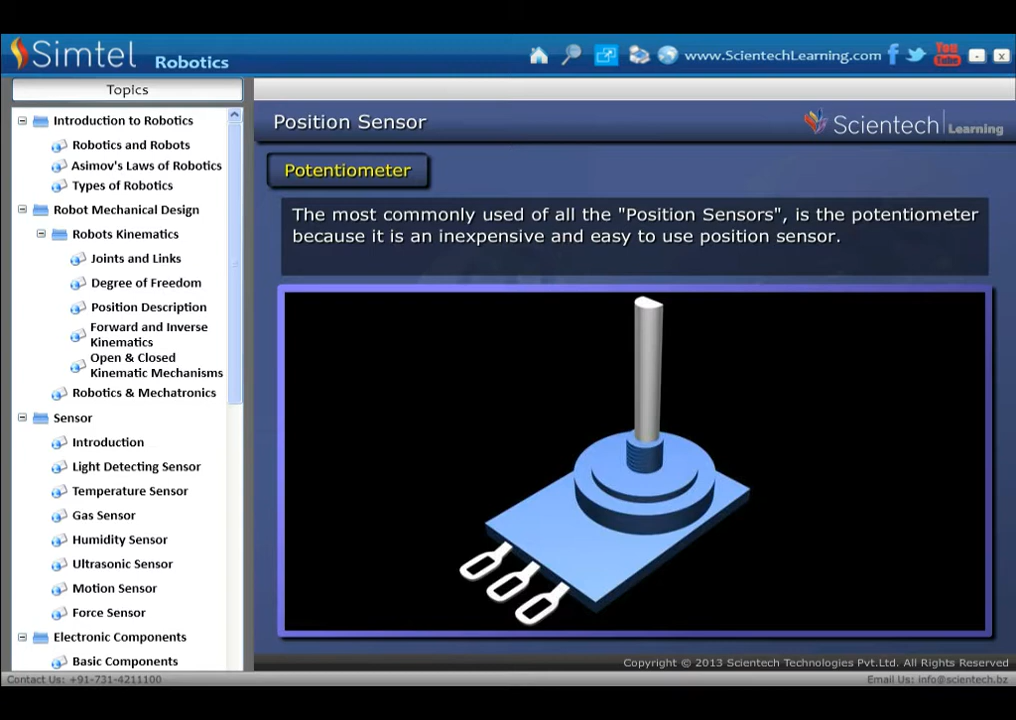 Simtel Robotics
www.ScientechLearning.com
You
Tube
Topics
Introduction to Robotics
Robotics and Robots
Asimov's Laws of Robotics
Types of Robotics
Robot Mechanical Design
Robots Kinematics
Joints and Links
Degree of Freedom
Position Description
Forward and Inverse
Kinematics
Open & Closed
Kinematic Mechanisms
Robotics & Mechatronics
Sensor
Introduction
Light Detecting Sensor
Temperature Sensor
Gas Sensor
Humidity Sensor
Ultrasonic Sensor
Motion Sensor
Force Sensor
Electronic Components
Basic Components
Position Sensor
Scientech Learning
Potentiometer
The most commonly used of all the "Position Sensors", is the potentiometer
because it is an inexpensive and easy to use position sensor.
Copyright © 2013 Scientech Technologies Pvt.Ltd. All Rights Reserved
Contact Us: +91-731-4211100
Email Us: info@scientech.bz